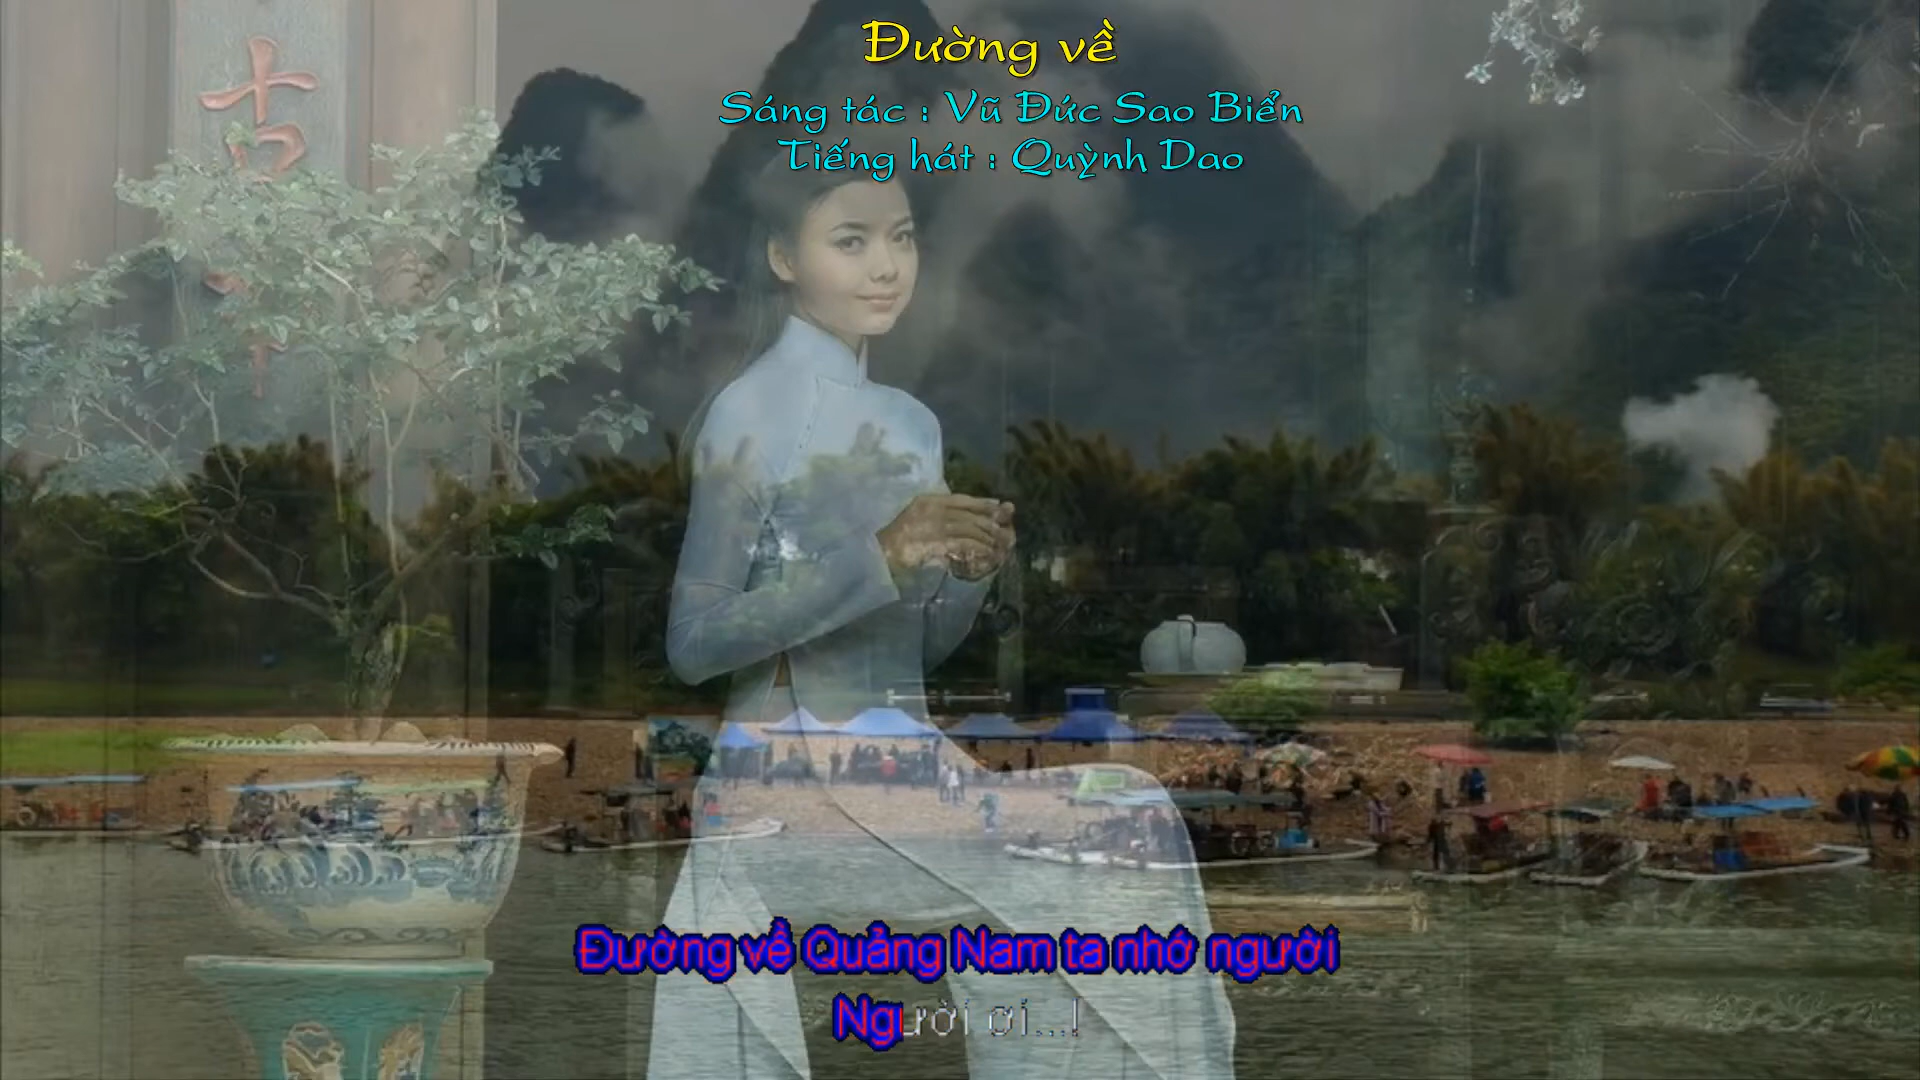 Đường về
Sáng tác : Vũ Đức Sao Biển
Tiếng hát : Quỳnh Dao
古
Đường về Quảng Nam ta nhớ người
Người ơi...!